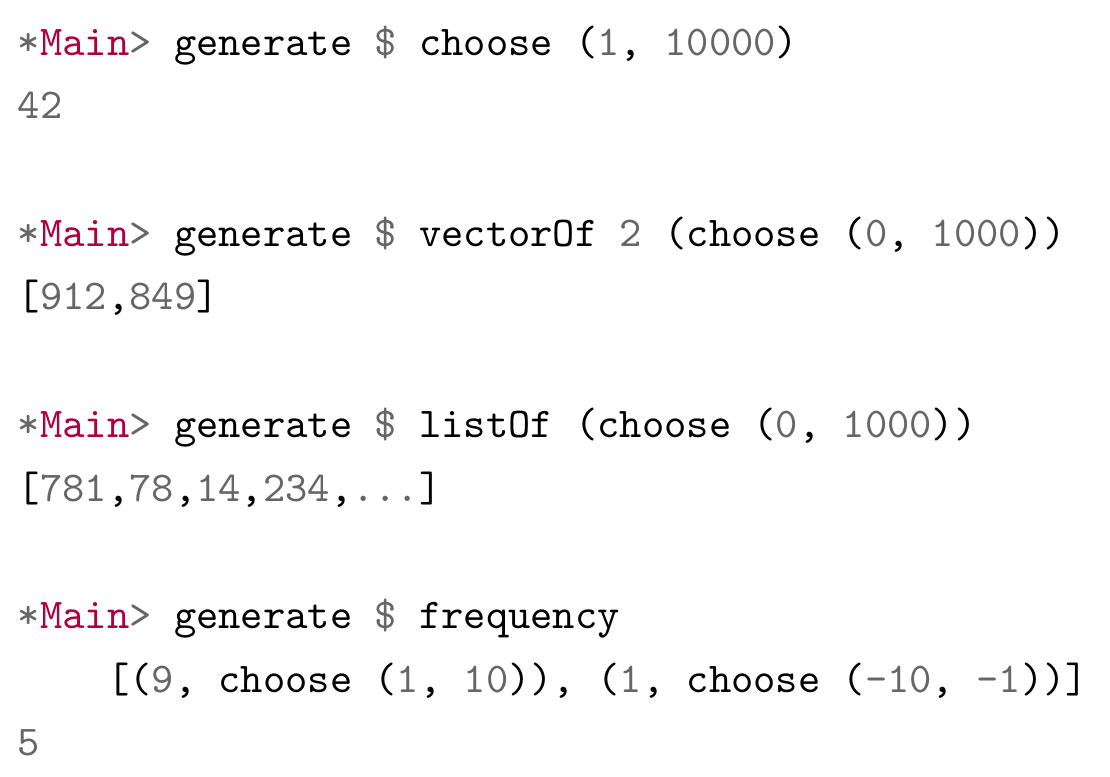 *Main> generate $ choose (1, 10000)
42
*Main> generate $ vectorOf 2 (choose (0, 1000))
[912,849]
*Main> generate $ listOf (choose (0, 1000))
[781,78,14,234,...]
*Main> generate $ frequency
[(9, choose (1, 10)), (1, choose (-10, -1))]
5